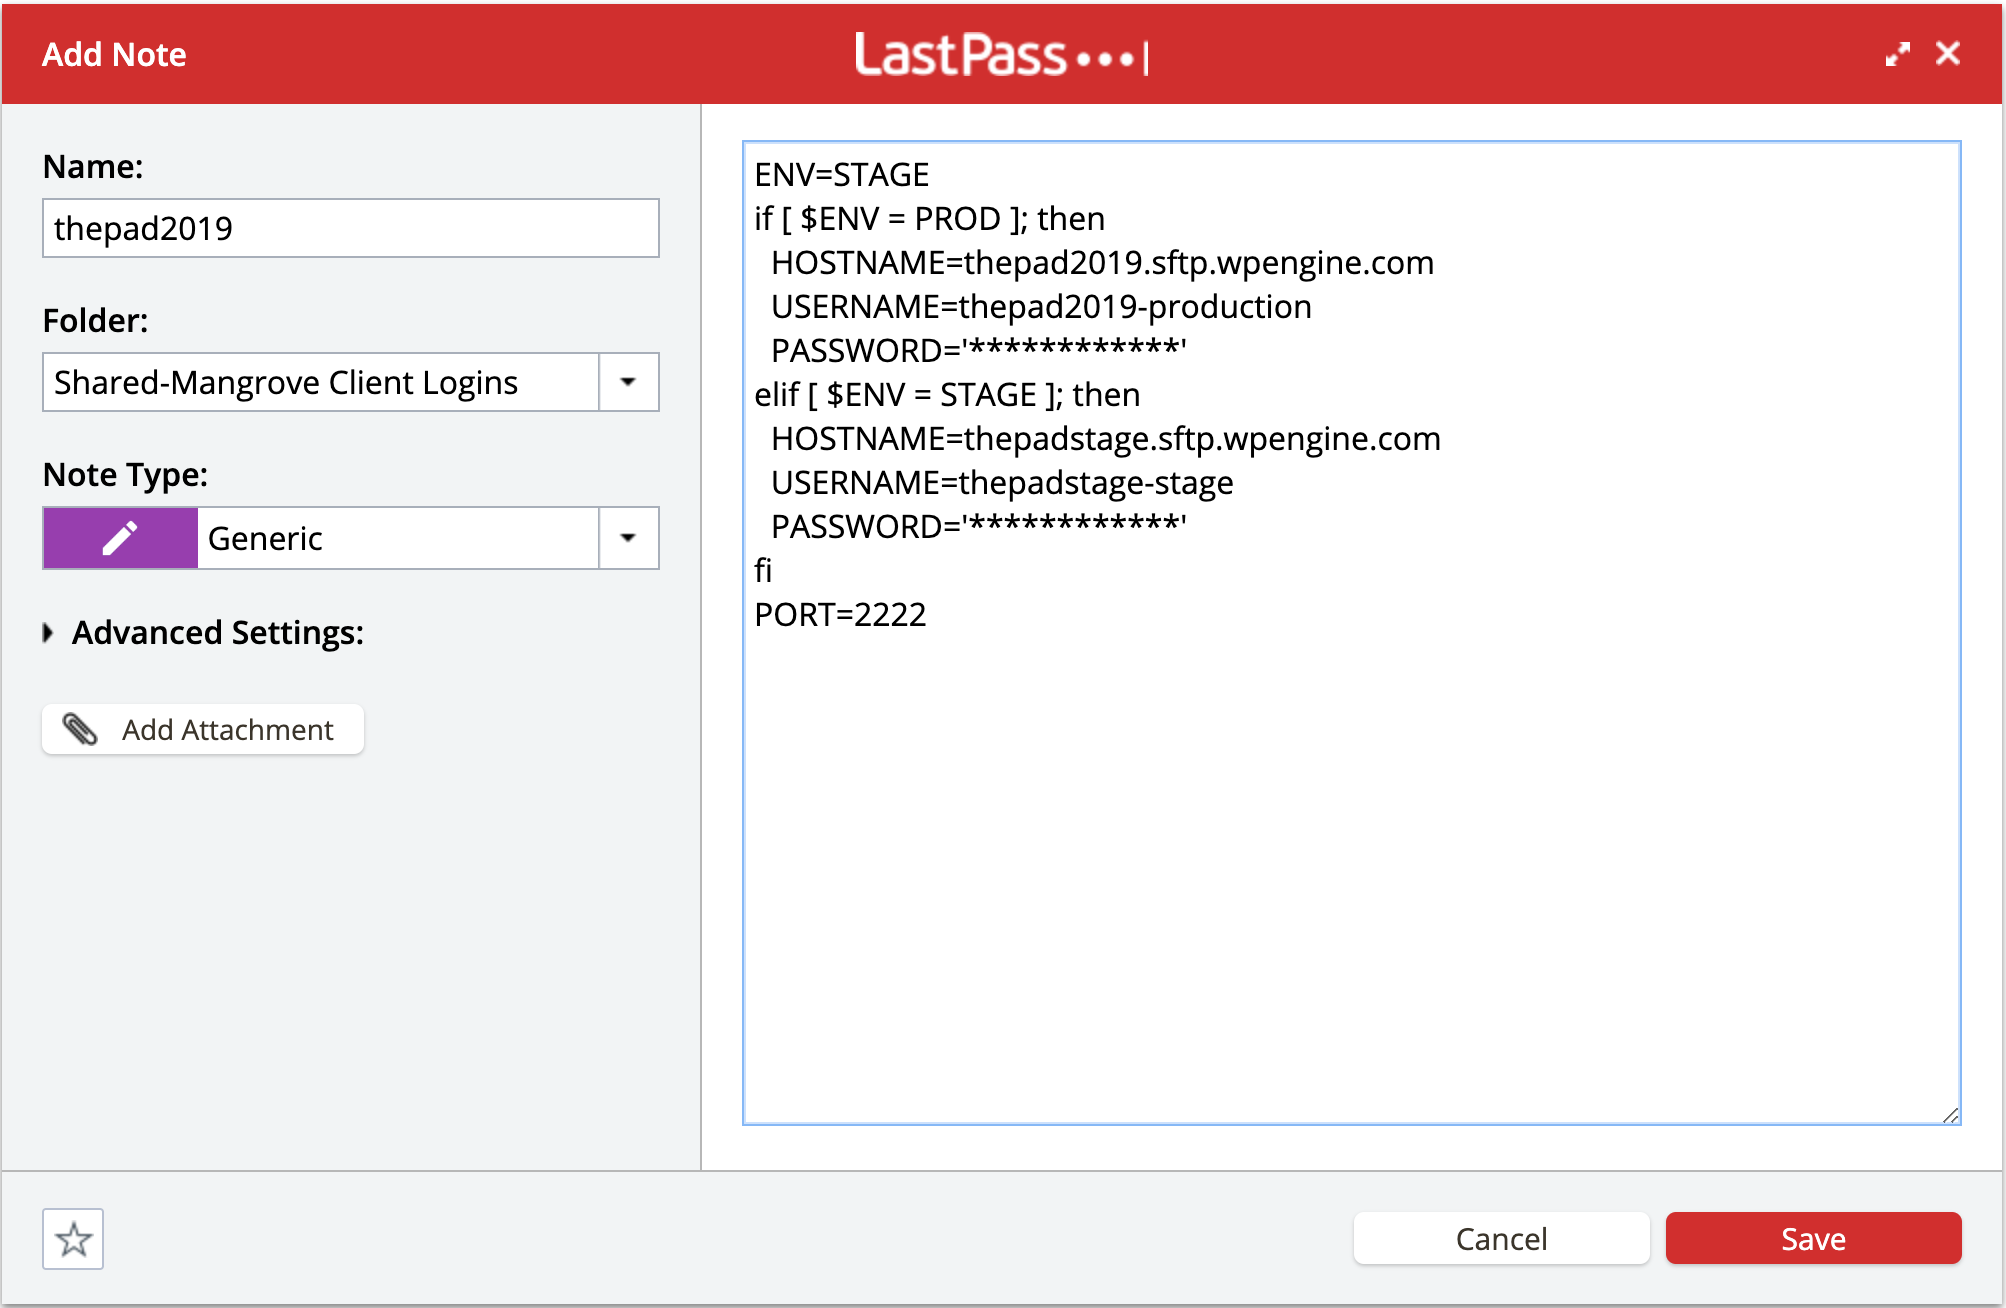 Add Note
LastPass•••|
Name:
thepad2019
Folder:
Shared-Mangrove Client Logins
Note Type:
Generic
Advanced Settings:
Add Attachment
ENV=STAGE
if [ $ENV = PROD ]; then
  HOSTNAME=thepad2019.sftp.wpengine.com
  USERNAME=thepad2019-production
  PASSWORD='************'
elif [ $ENV = STAGE ]; then
  HOSTNAME=thepadstage.sftp.wpengine.com
  USERNAME=thepadstage-stage
  PASSWORD='************'
fi
PORT=2222
Cancel
Save